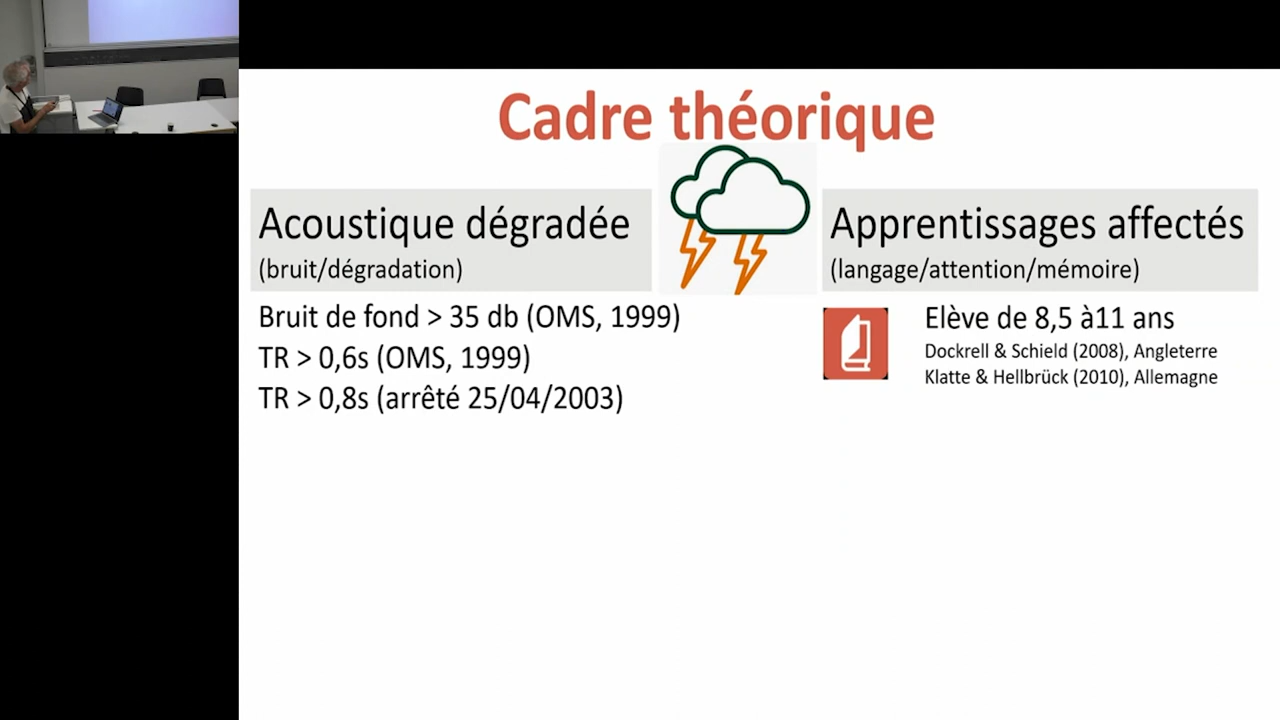 Cadre théorique
Acoustique dégradée
(bruit/dégradation)
Bruit de fond > 35 db (OMS, 1999)
TR > 0,6s (OMS, 1999)
TR > 0,8s (arrêté 25/04/2003)
Apprentissages affectés
(langage/attention/mémoire)
Elève de 8,5 à11 ans
Dockrell & Schield (2008), Angleterre
Klatte & Hellbrück (2010), Allemagne